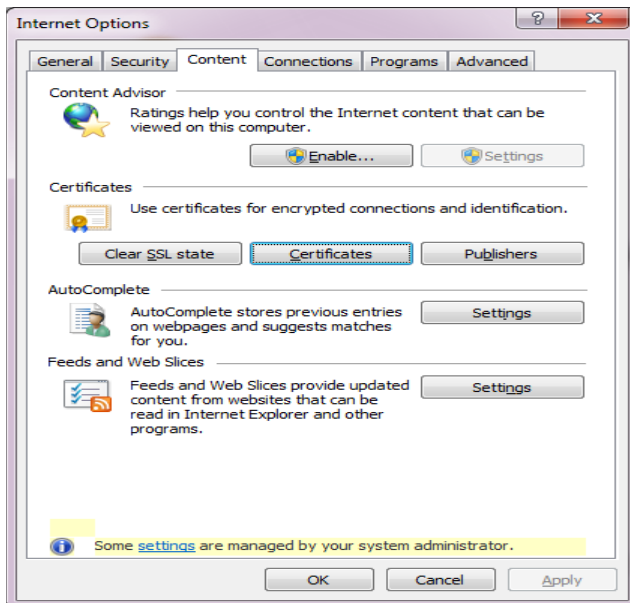 Internet Options
General Security Content Connections Programs Advanced
Content Advisor
Ratings help you control the Internet content that can be
viewed on this computer.
Enable... Settings
Certificates
Use certificates for encrypted connections and identification.
Clear SSL state Certificates Publishers
AutoComplete
AutoComplete stores previous entries
on webpages and suggests matches
for you.
Settings
Feeds and Web Slices
Feeds and Web Slices provide updated
content from websites that can be
read in Internet Explorer and other
programs.
Settings
Some settings are managed by your system administrator.
OK Cancel Apply